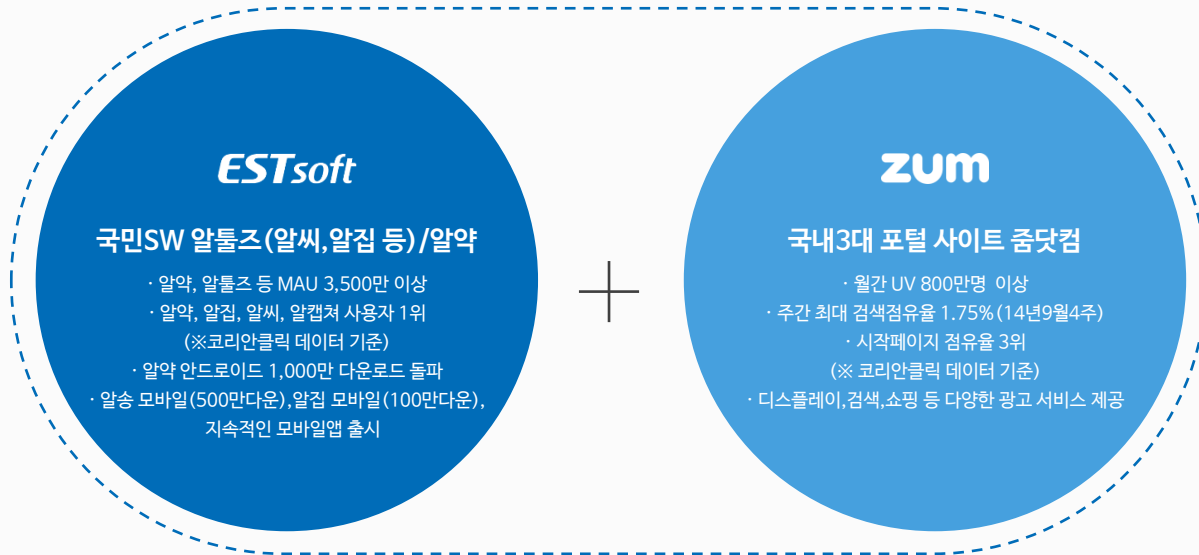 ESTsoft
국민SW 알툴즈(알씨,알집 등)/알약
· 알약, 알툴즈 등 MAU 3,500만 이상
· 알약, 알집, 알씨, 알캡쳐 사용자 1위
(※코리안클릭 데이터 기준)
· 알약 안드로이드 1,000만 다운로드 돌파
· 알송 모바일(500만다운),알집 모바일(100만다운),
지속적인 모바일앱 출시
+
zum
국내3대 포털 사이트 줌닷컴
· 월간 UV 800만명 이상
· 주간 최대 검색점유율 1.75%(14년9월4주)
· 시작페이지 점유율 3위
(※ 코리안클릭 데이터 기준)
· 디스플레이,검색,쇼핑 등 다양한 광고 서비스 제공